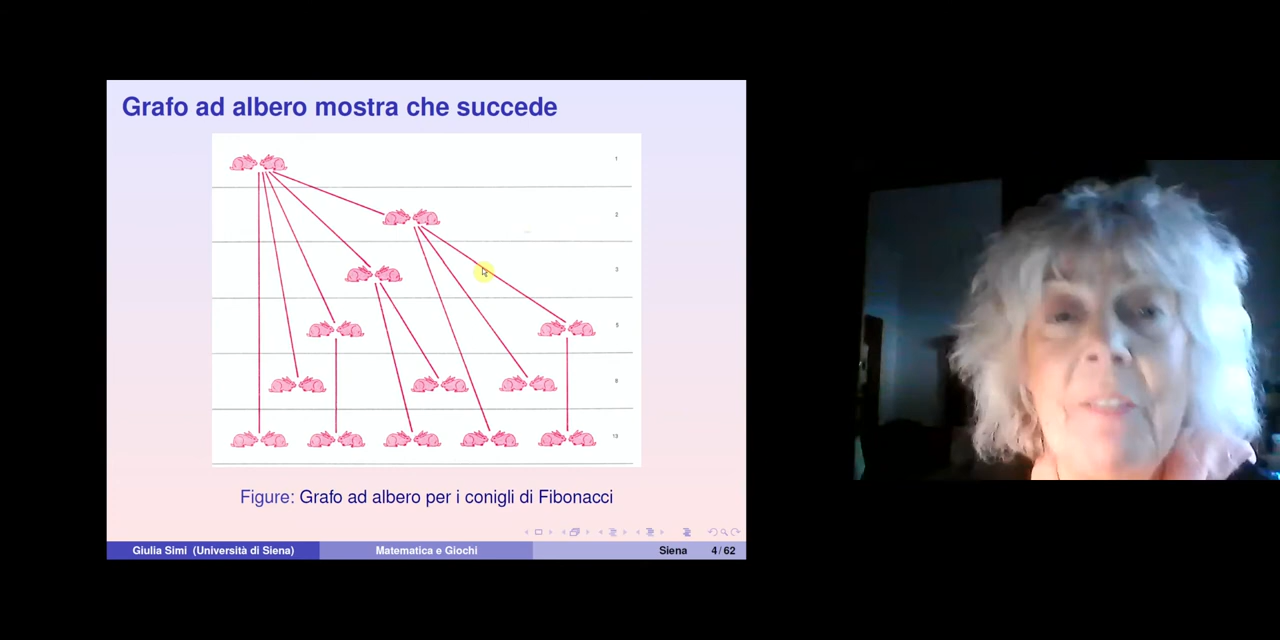 Grafo ad albero mostra che succede
1
2
3
5
8
13
Figure: Grafo ad albero per i conigli di Fibonacci
Giulia Simi (Università di Siena) Matematica e Giochi Siena 4 / 62